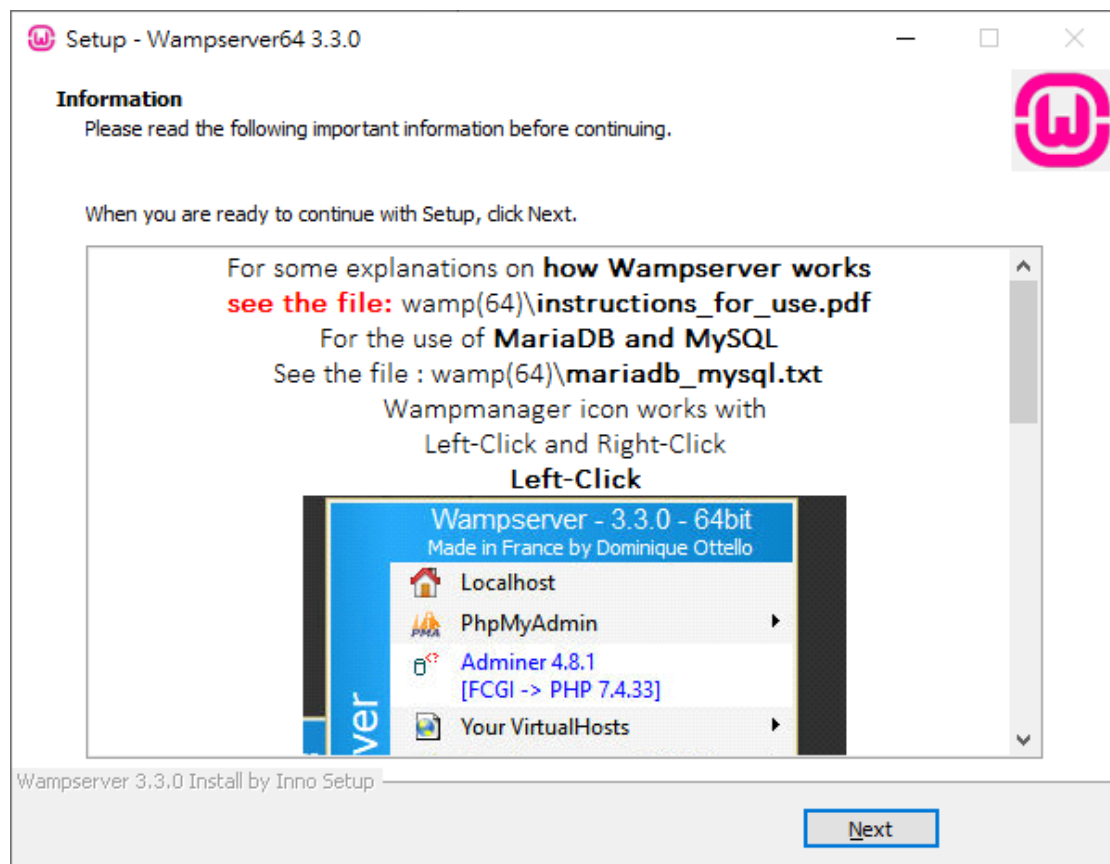 Setup - Wampserver64 3.3.0
Information
Please read the following important information before continuing.
When you are ready to continue with Setup, click Next.
For some explanations on how Wampserver works
see the file: wamp(64)\instructions_for_use.pdf
For the use of MariaDB and MySQL
See the file : wamp(64)\mariadb_mysql.txt
Wampmanager icon works with
Left-Click and Right-Click
Left-Click
Wampserver - 3.3.0 - 64bit
Made in France by Dominique Ottello
Localhost
PMA PhpMyAdmin
Adminer 4.8.1
[FCGI -> PHP 7.4.33]
Your VirtualHosts
Wampserver 3.3.0 Install by Inno Setup
Next